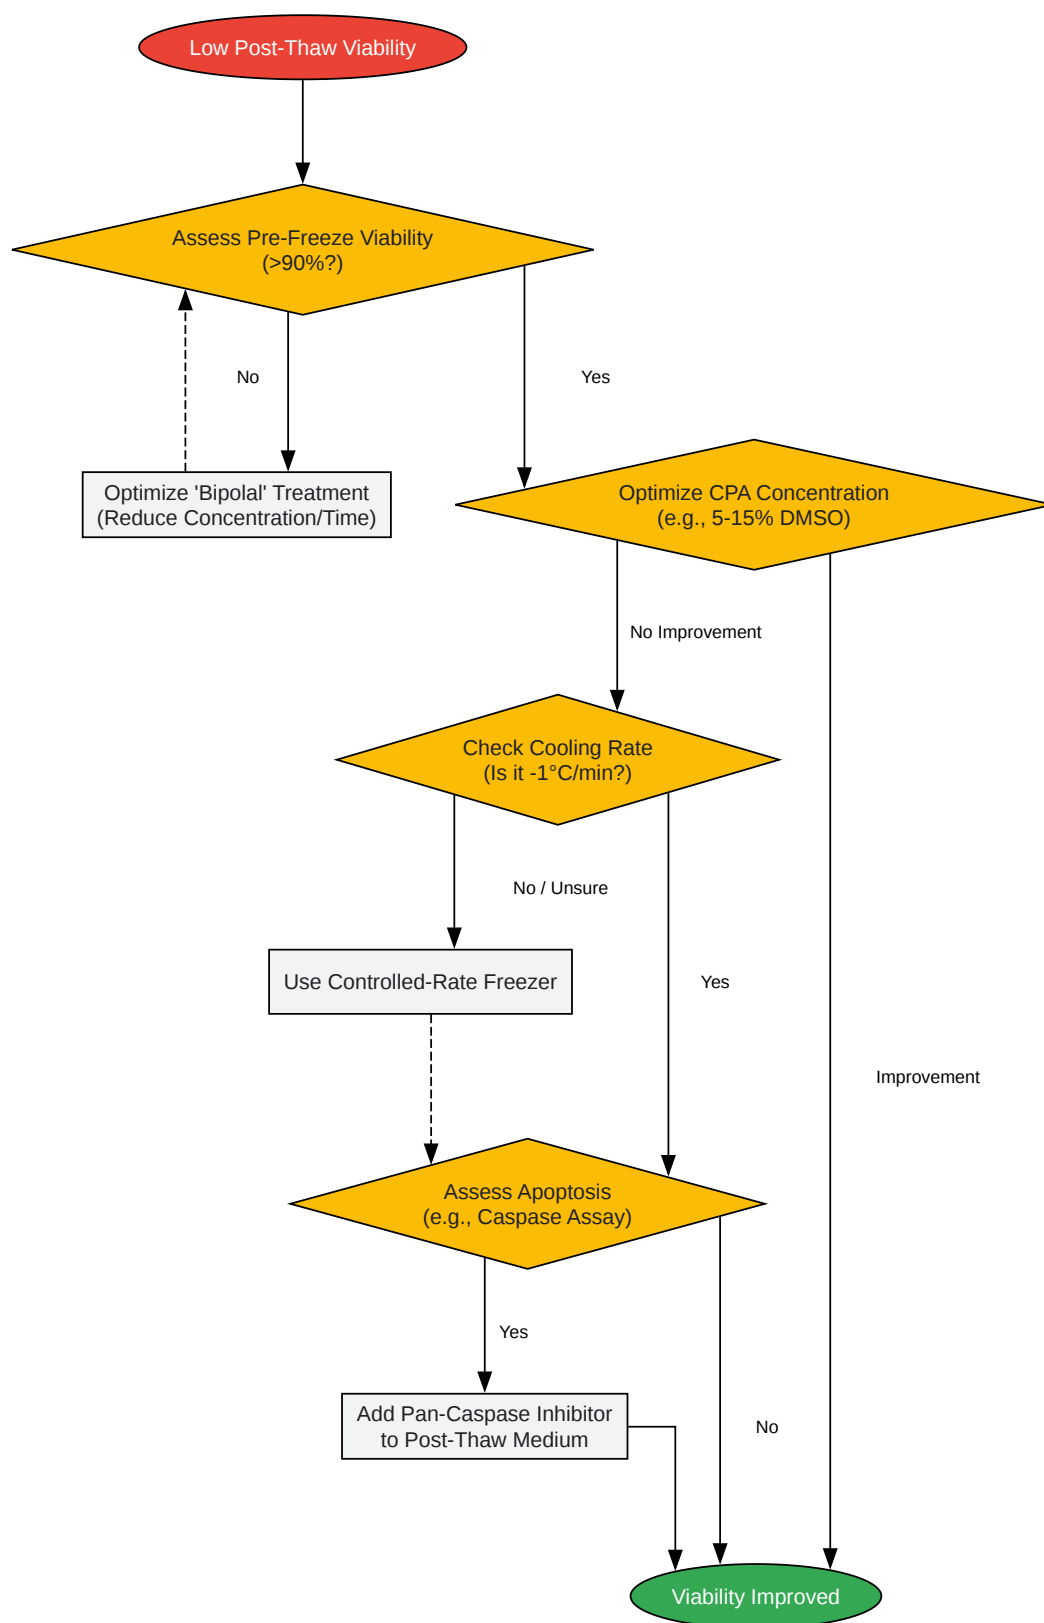 Low Post-Thaw Viability
Assess Pre-Freeze Viability
(>90%?)
No
Yes
Optimize 'Bipolal' Treatment
(Reduce Concentration/Time)
Optimize CPA Concentration
(e.g., 5-15% DMSO)
No Improvement
Check Cooling Rate
(Is it -1°C/min?)
No / Unsure
Use Controlled-Rate Freezer
Yes
Improvement
Assess Apoptosis
(e.g., Caspase Assay)
Yes
Add Pan-Caspase Inhibitor
to Post-Thaw Medium
No
Viability Improved